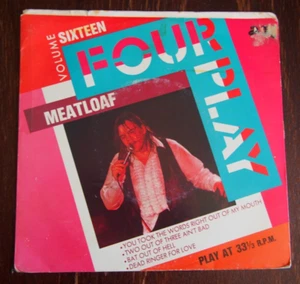 VOLUME SIXTEEN
FOUR PLAY
MEATLOAF
• YOU TOOK THE WORDS RIGHT OUT OF MY MOUTH
• TWO OUT OF THREE AIN'T BAD
• BAT OUT OF HELL
• DEAD RINGER FOR LOVE
PLAY AT 33⅓ R.P.M.